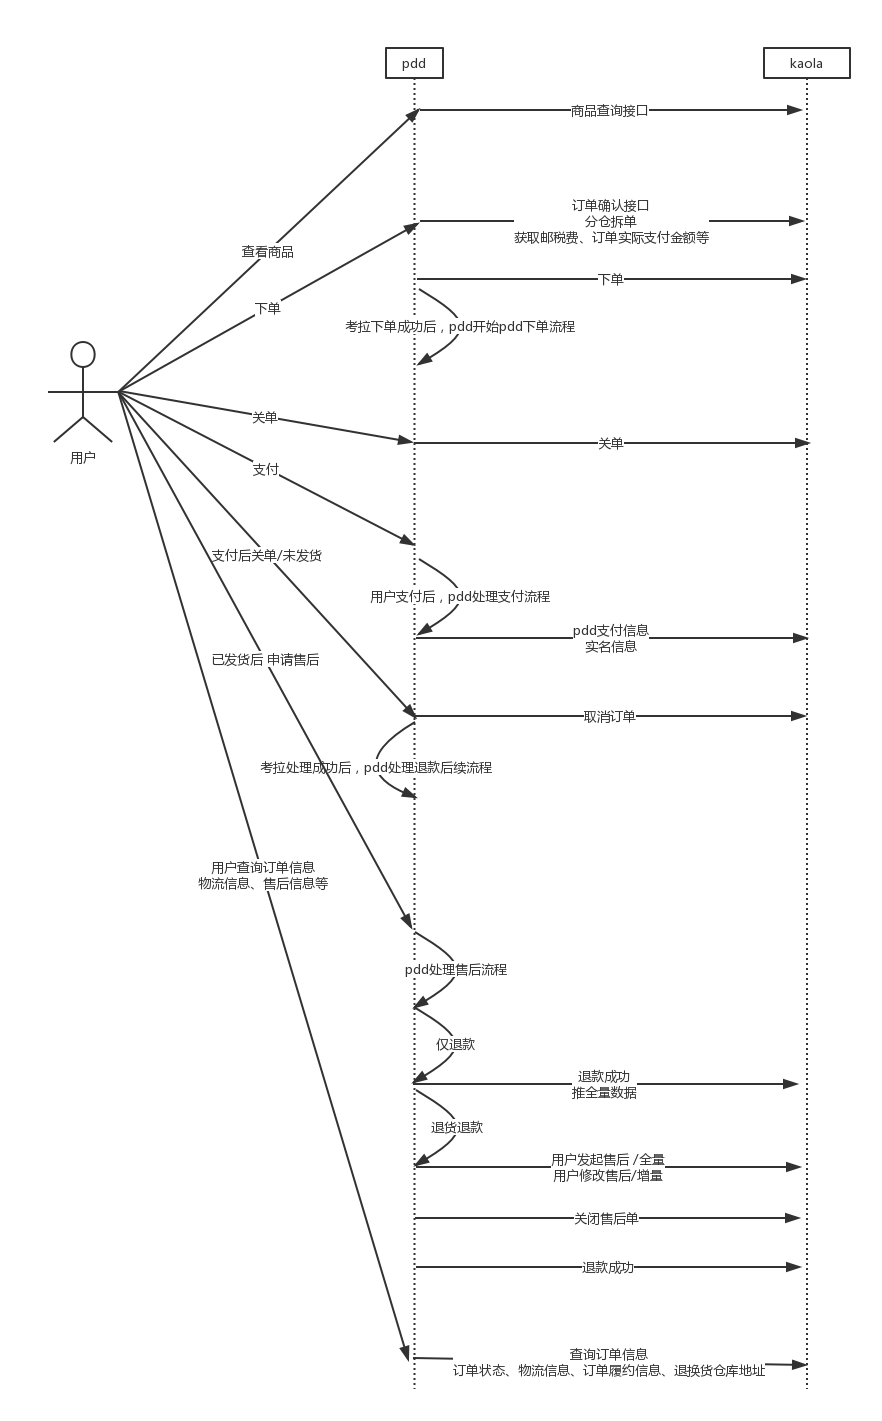 pdd
kaola
商品查询接口
订单确认接口
分仓拆单
获取邮税费、订单实际支付金额等
查看商品
下单
下单
考拉下单成功后，pdd开始pdd下单流程
关单
关单
用户
支付
支付后关单/未发货
用户支付后，pdd处理支付流程
pdd支付信息
实名信息
已发货后 申请售后
取消订单
考拉处理成功后，pdd处理退款后续流程
用户查询订单信息
物流信息、售后信息等
pdd处理售后流程
仅退款
退款成功
推全量数据
退货退款
用户发起售后 /全量
用户修改售后/增量
关闭售后单
退款成功
查询订单信息
订单状态、物流信息、订单履约信息、退换货仓库地址